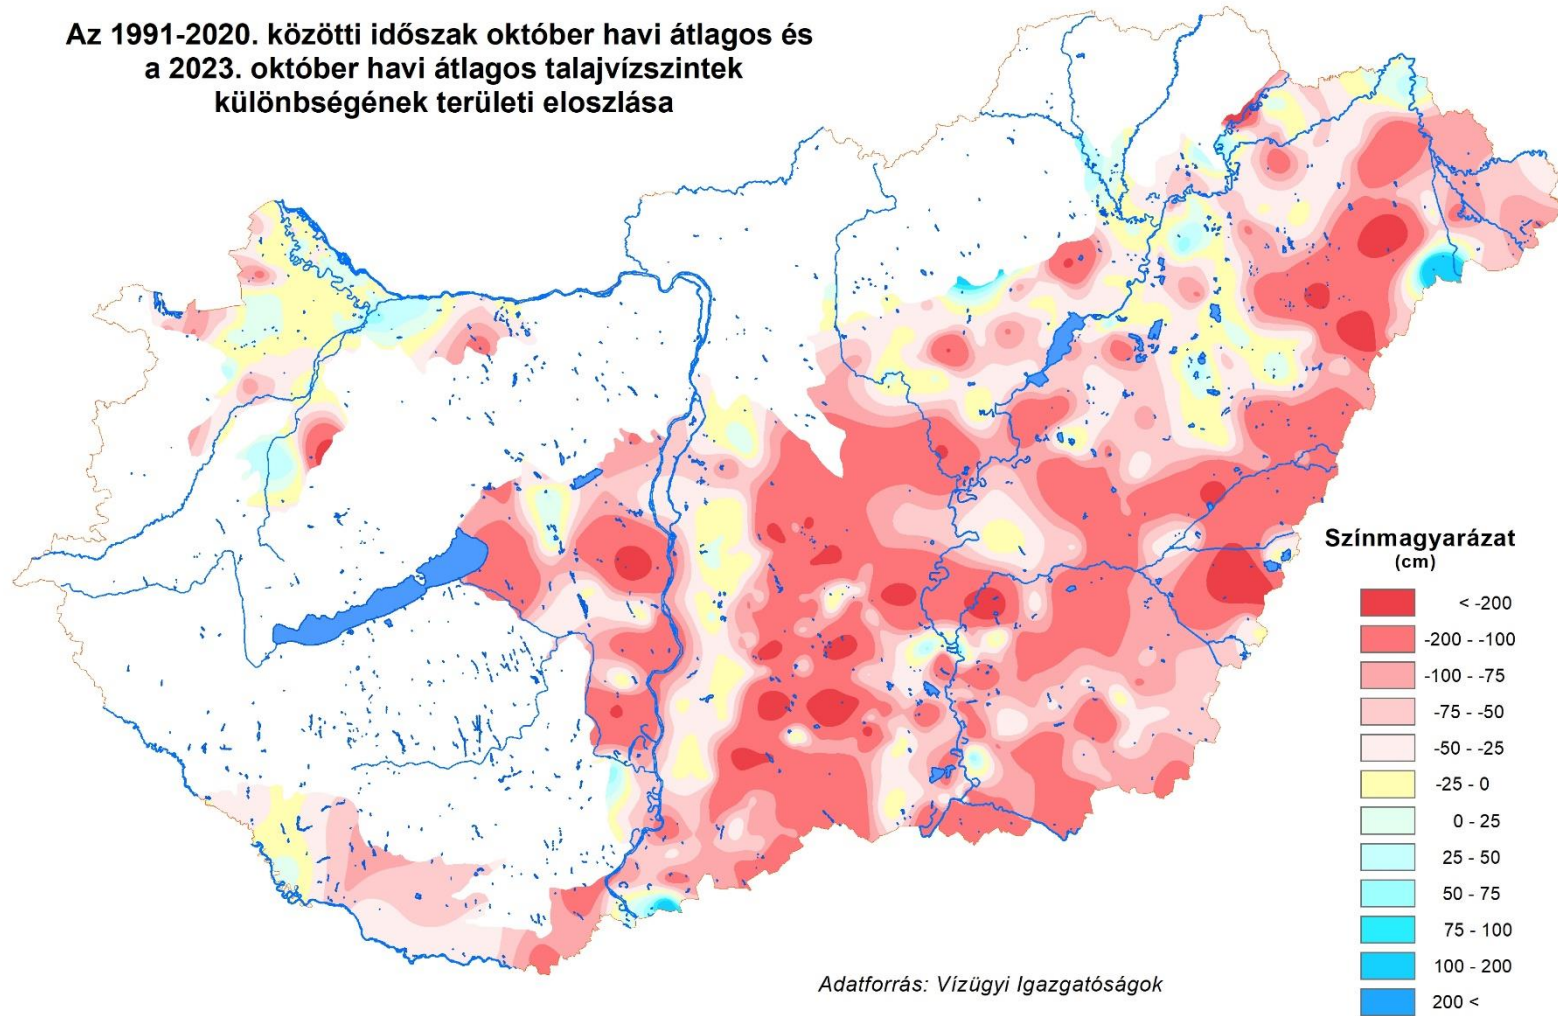 Az 1991-2020. közötti időszak október havi átlagos és
a 2023. október havi átlagos talajvízszintek
különbségének területi eloszlása
Színmagyarázat
(cm)
< -200
-200 - -100
-100 - -75
-75 - -50
-50 - -25
-25 - 0
0 - 25
25 - 50
50 - 75
75 - 100
100 - 200
200 <
Adatforrás: Vízügyi Igazgatóságok